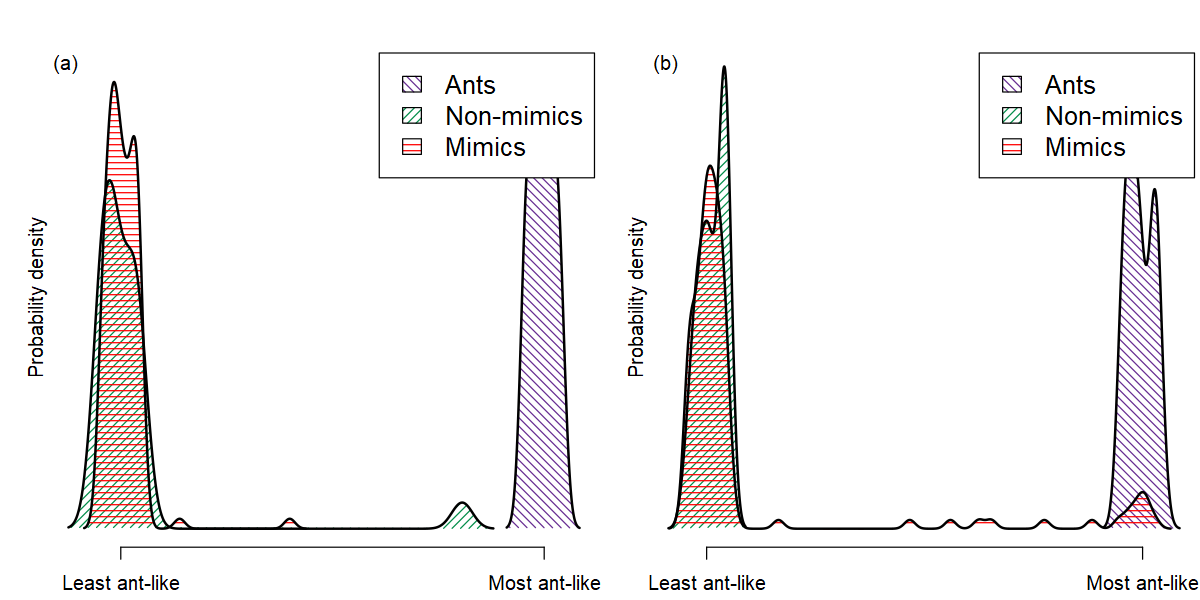 (a)
Ants
Non-mimics
Mimics
Probability density
Least ant-like
Most ant-like
(b)
Ants
Non-mimics
Mimics
Probability density
Least ant-like
Most ant-like